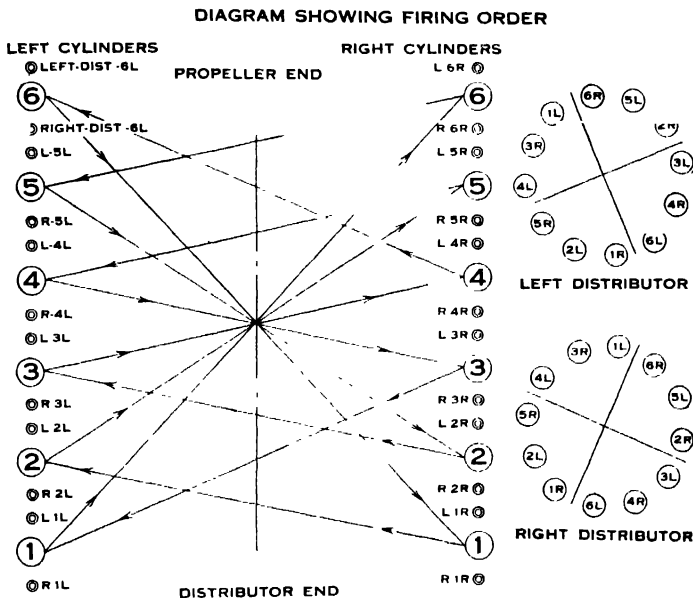 DIAGRAM SHOWING FIRING ORDER
LEFT CYLINDERS
RIGHT CYLINDERS
PROPELLER END
LEFT-DIST-6L
6
RIGHT-DIST-6L
L-5L
5
R-5L
L-4L
4
R-4L
L 3L
3
R 3L
L 2L
2
R 2L
L 1L
1
R 1L
L 6R
6
R 6R
L 5R
5
R 5R
L 4R
4
R 4R
L 3R
3
R 3R
L 2R
2
R 2R
L 1R
1
R 1R
DISTRIBUTOR END
6R
5L
2R
3L
4R
6L
1R
2L
5R
4L
3R
1L
LEFT DISTRIBUTOR
1L
6R
5L
2R
3L
4R
6L
1R
2L
5R
4L
3R
RIGHT DISTRIBUTOR